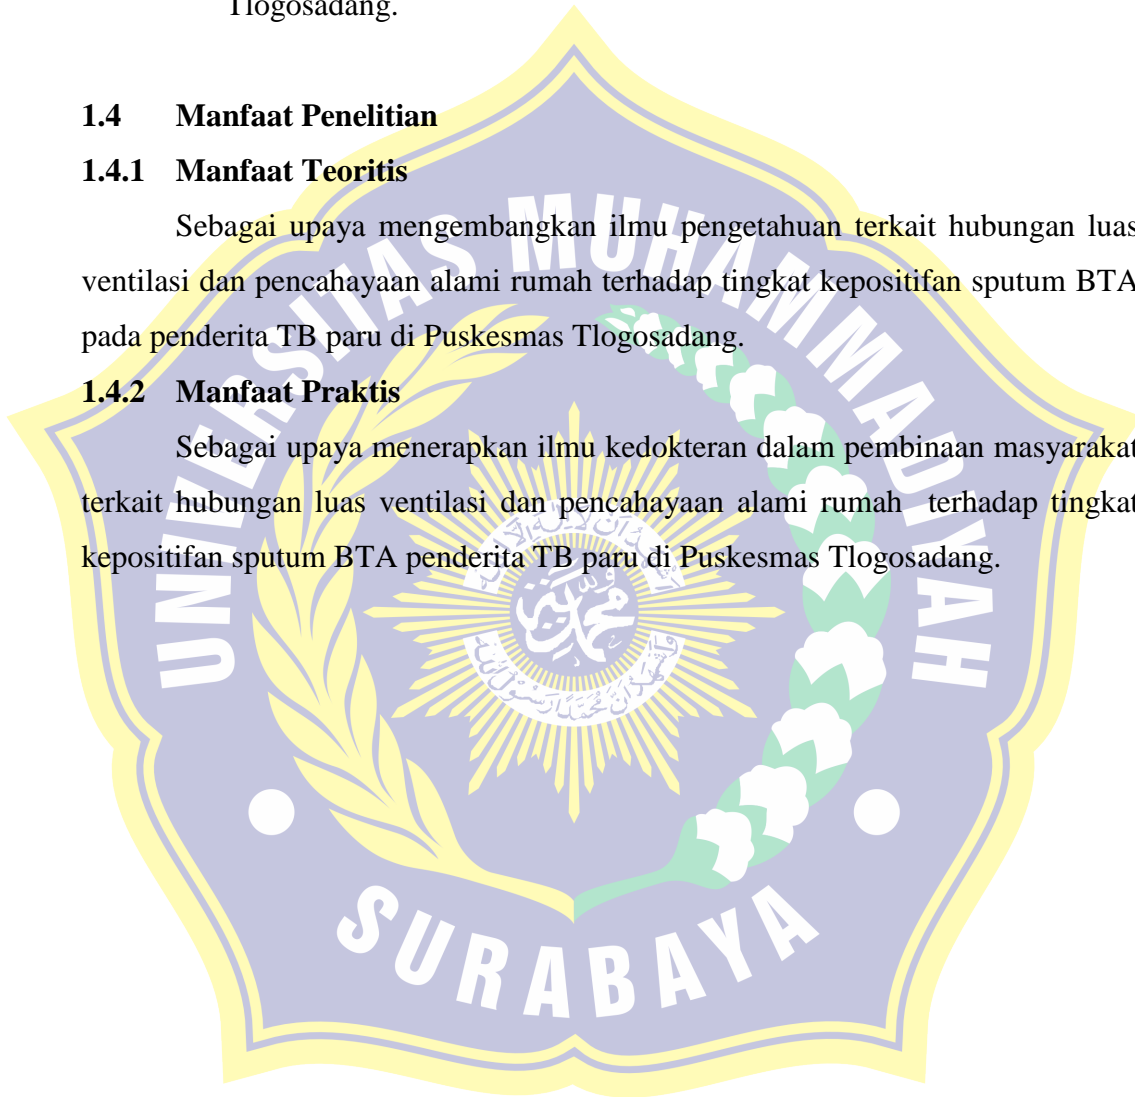 Tlogosadang.
1.4 Manfaat Penelitian
1.4.1 Manfaat Teoritis
Sebagai upaya mengembangkan ilmu pengetahuan terkait hubungan luas
ventilasi dan pencahayaan alami rumah terhadap tingkat kepositifan sputum BTA
pada penderita TB paru di Puskesmas Tlogosadang.
1.4.2 Manfaat Praktis
Sebagai upaya menerapkan ilmu kedokteran dalam pembinaan masyarakat
terkait hubungan luas ventilasi dan pencahayaan alami rumah terhadap tingkat
kepositifan sputum BTA penderita TB paru di Puskesmas Tlogosadang.
UNIVERSITAS MUHAMMADIYAH
SURABAYA